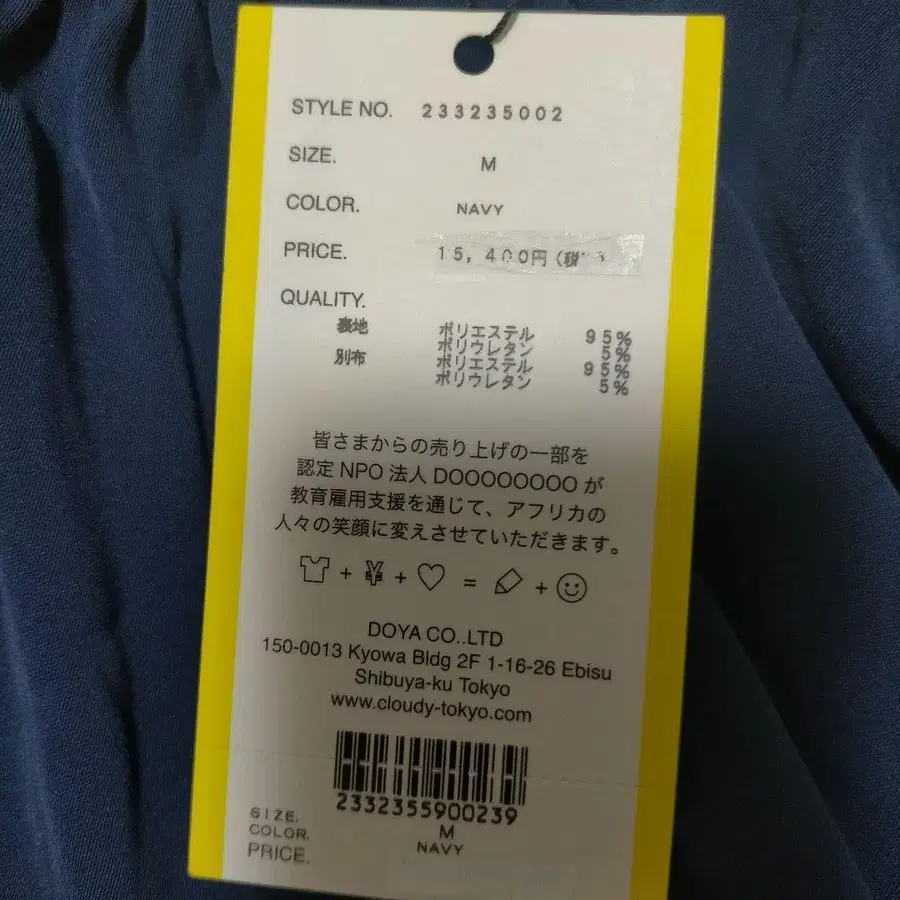 STYLE NO. 233235002
SIZE. M
COLOR. NAVY
PRICE. 15,400円(税
QUALITY.
表地 ポリエステル 95%
ポリウレタン 5%
別布 ポリエステル 95%
ポリウレタン 5%
皆さまからの売り上げの一部を
認定 NPO 法人 DOOOOOOOO が
教育雇用支援を通じて、アフリカの
人々の笑顔に変えさせていただきます。
+ ¥ + = +
DOYA CO.,LTD
150-0013 Kyowa Bldg 2F 1-16-26 Ebisu
Shibuya-ku Tokyo
www.cloudy-tokyo.com
2332355900239
SIZE. M
COLOR. NAVY
PRICE.